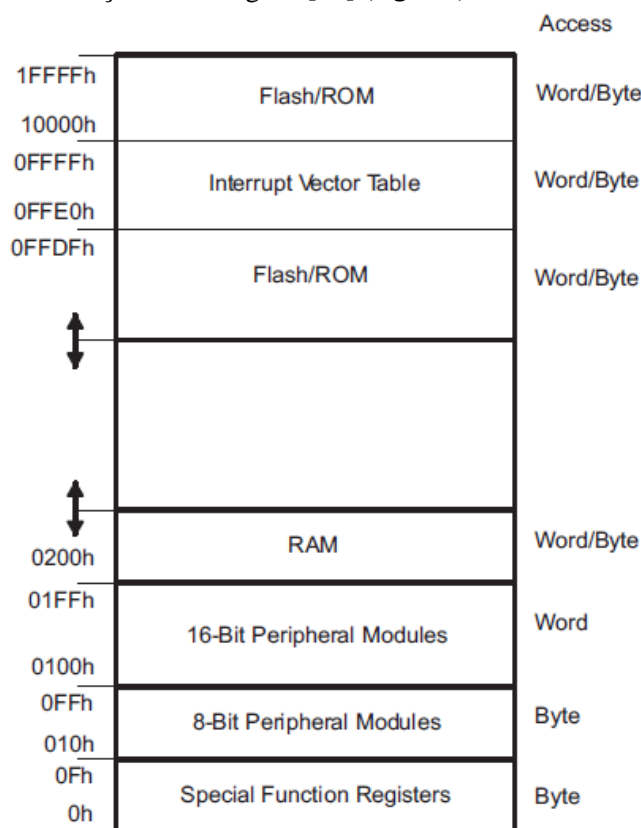 Access
1FFFFh
Flash/ROM
Word/Byte
10000h
0FFFFh
Interrupt Vector Table
Word/Byte
0FFE0h
0FFDFh
Flash/ROM
Word/Byte
RAM
Word/Byte
0200h
01FFh
Word
16-Bit Peripheral Modules
0100h
0FFh
8-Bit Peripheral Modules
Byte
010h
0Fh
Special Function Registers
Byte
0h